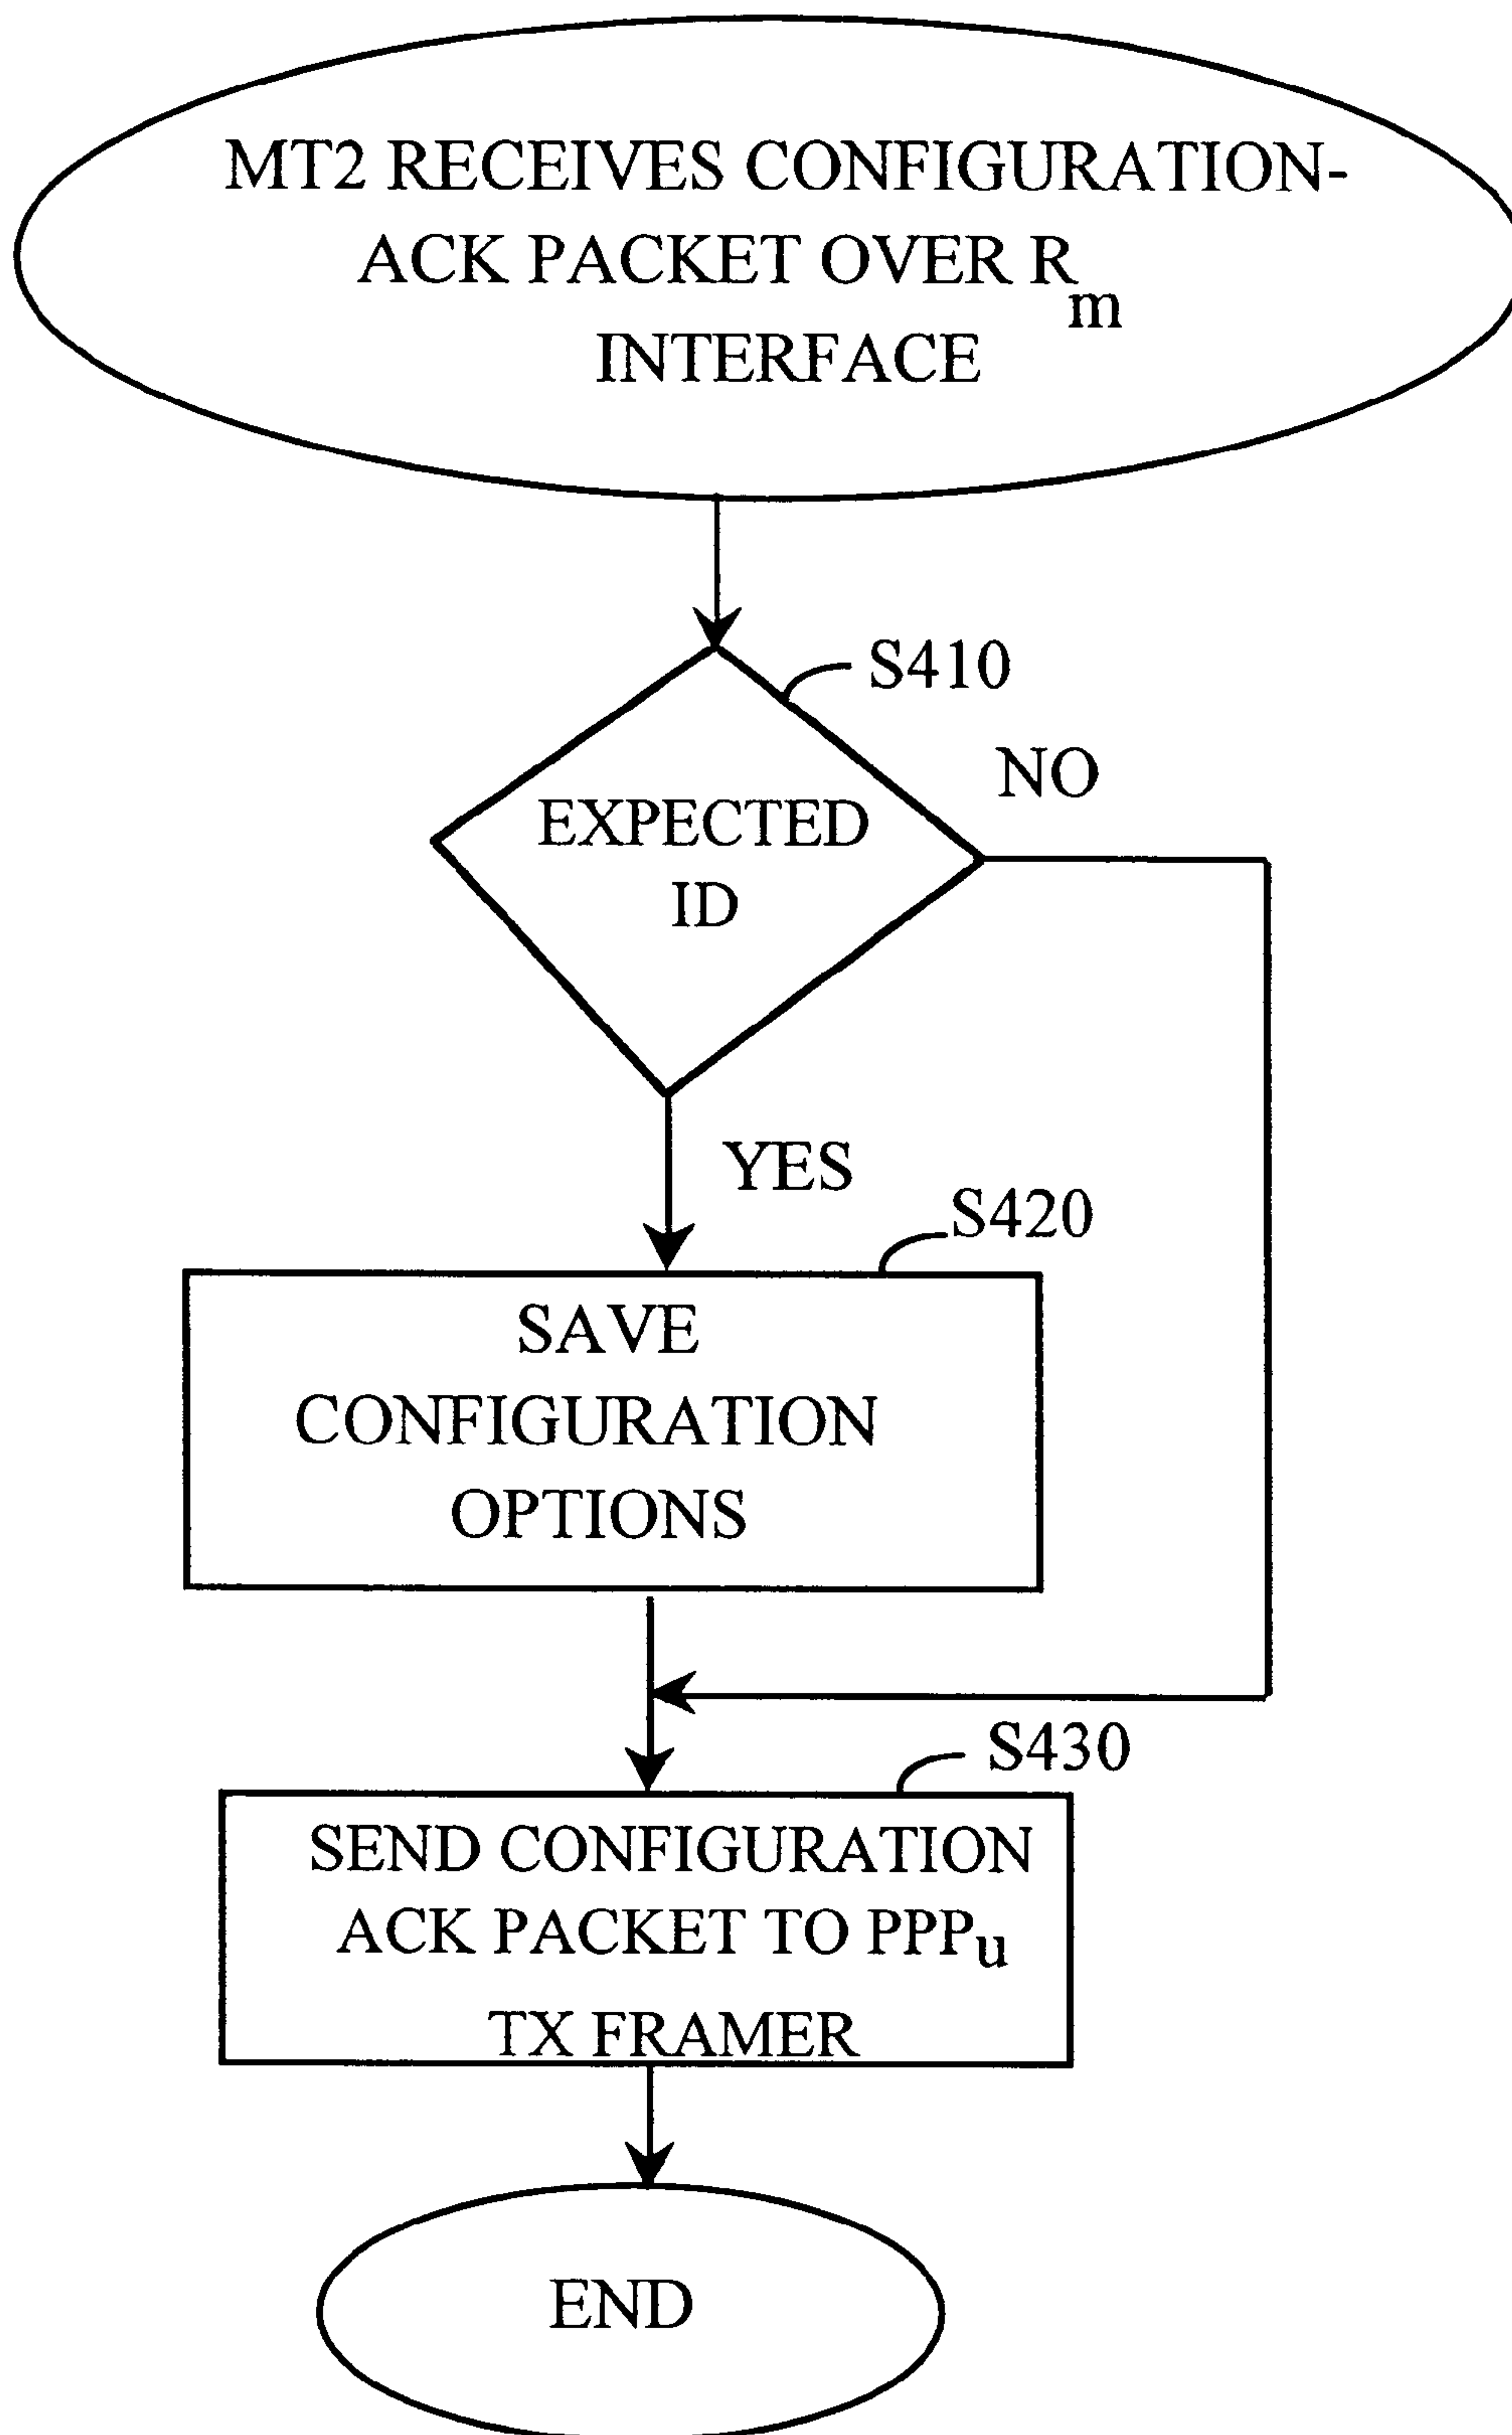 MT2 RECEIVES CONFIGURATION-
ACK PACKET OVER Rm
INTERFACE
S410
NO
EXPECTED
ID
YES
S420
SAVE
CONFIGURATION
OPTIONS
S430
SEND CONFIGURATION
ACK PACKET TO PPPu
TX FRAMER
END